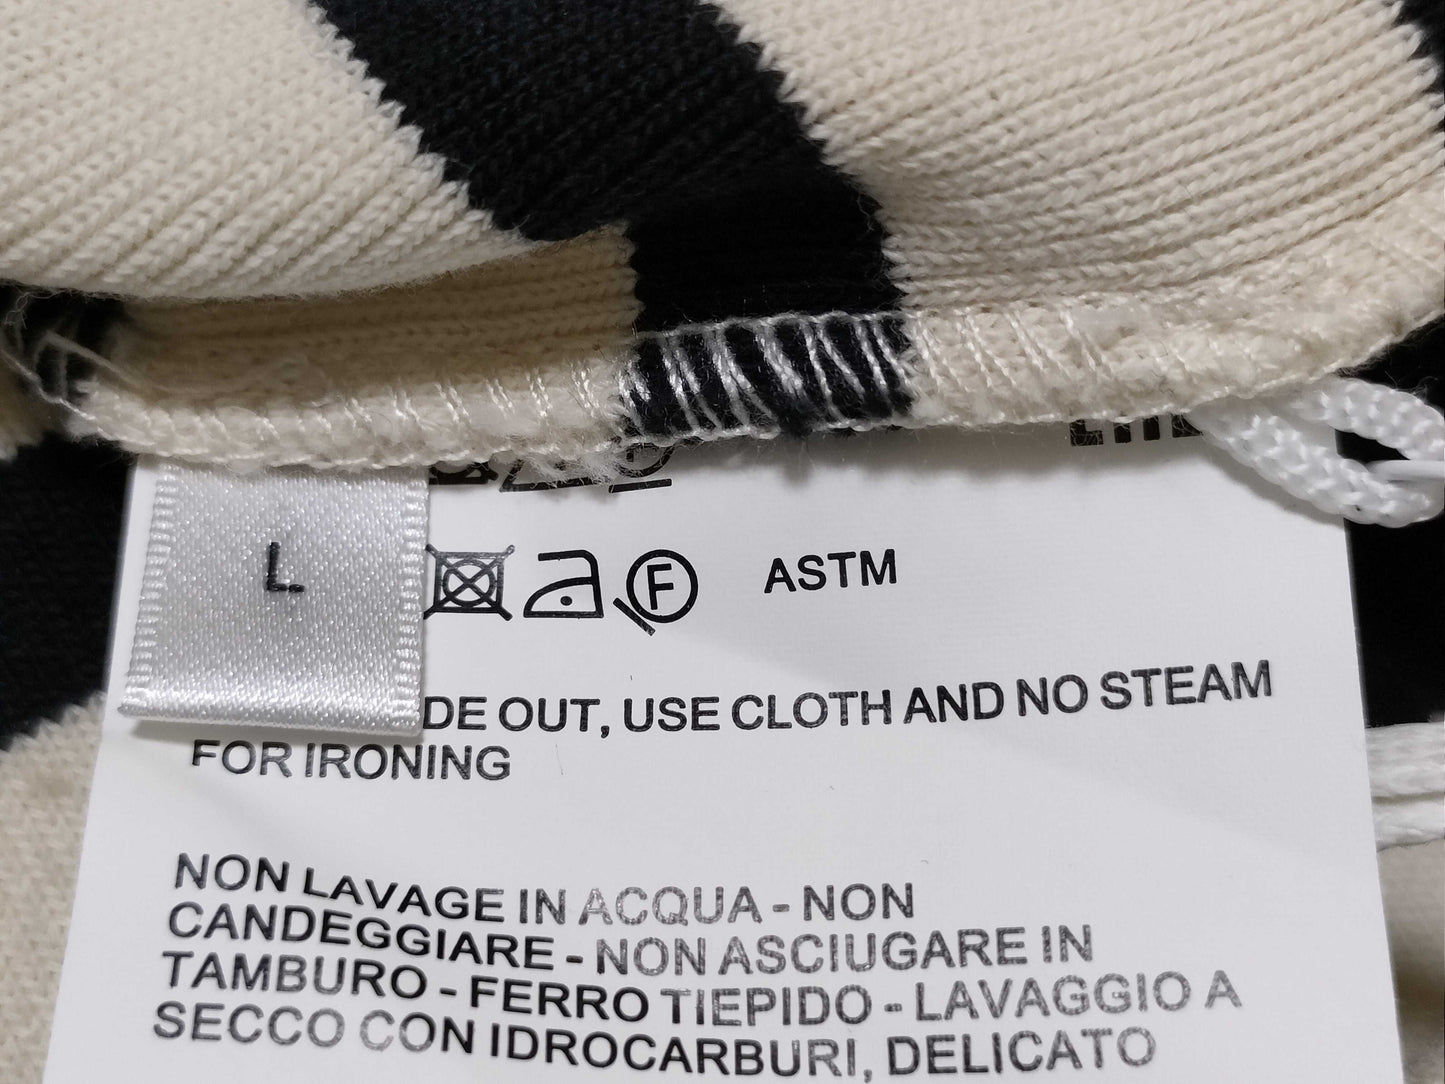 L
F
ASTM
DE OUT, USE CLOTH AND NO STEAM
FOR IRONING
NON LAVAGE IN ACQUA - NON
CANDEGGIARE - NON ASCIUGARE IN
TAMBURO - FERRO TIEPIDO - LAVAGGIO A
SECCO CON IDROCARBURI, DELICATO